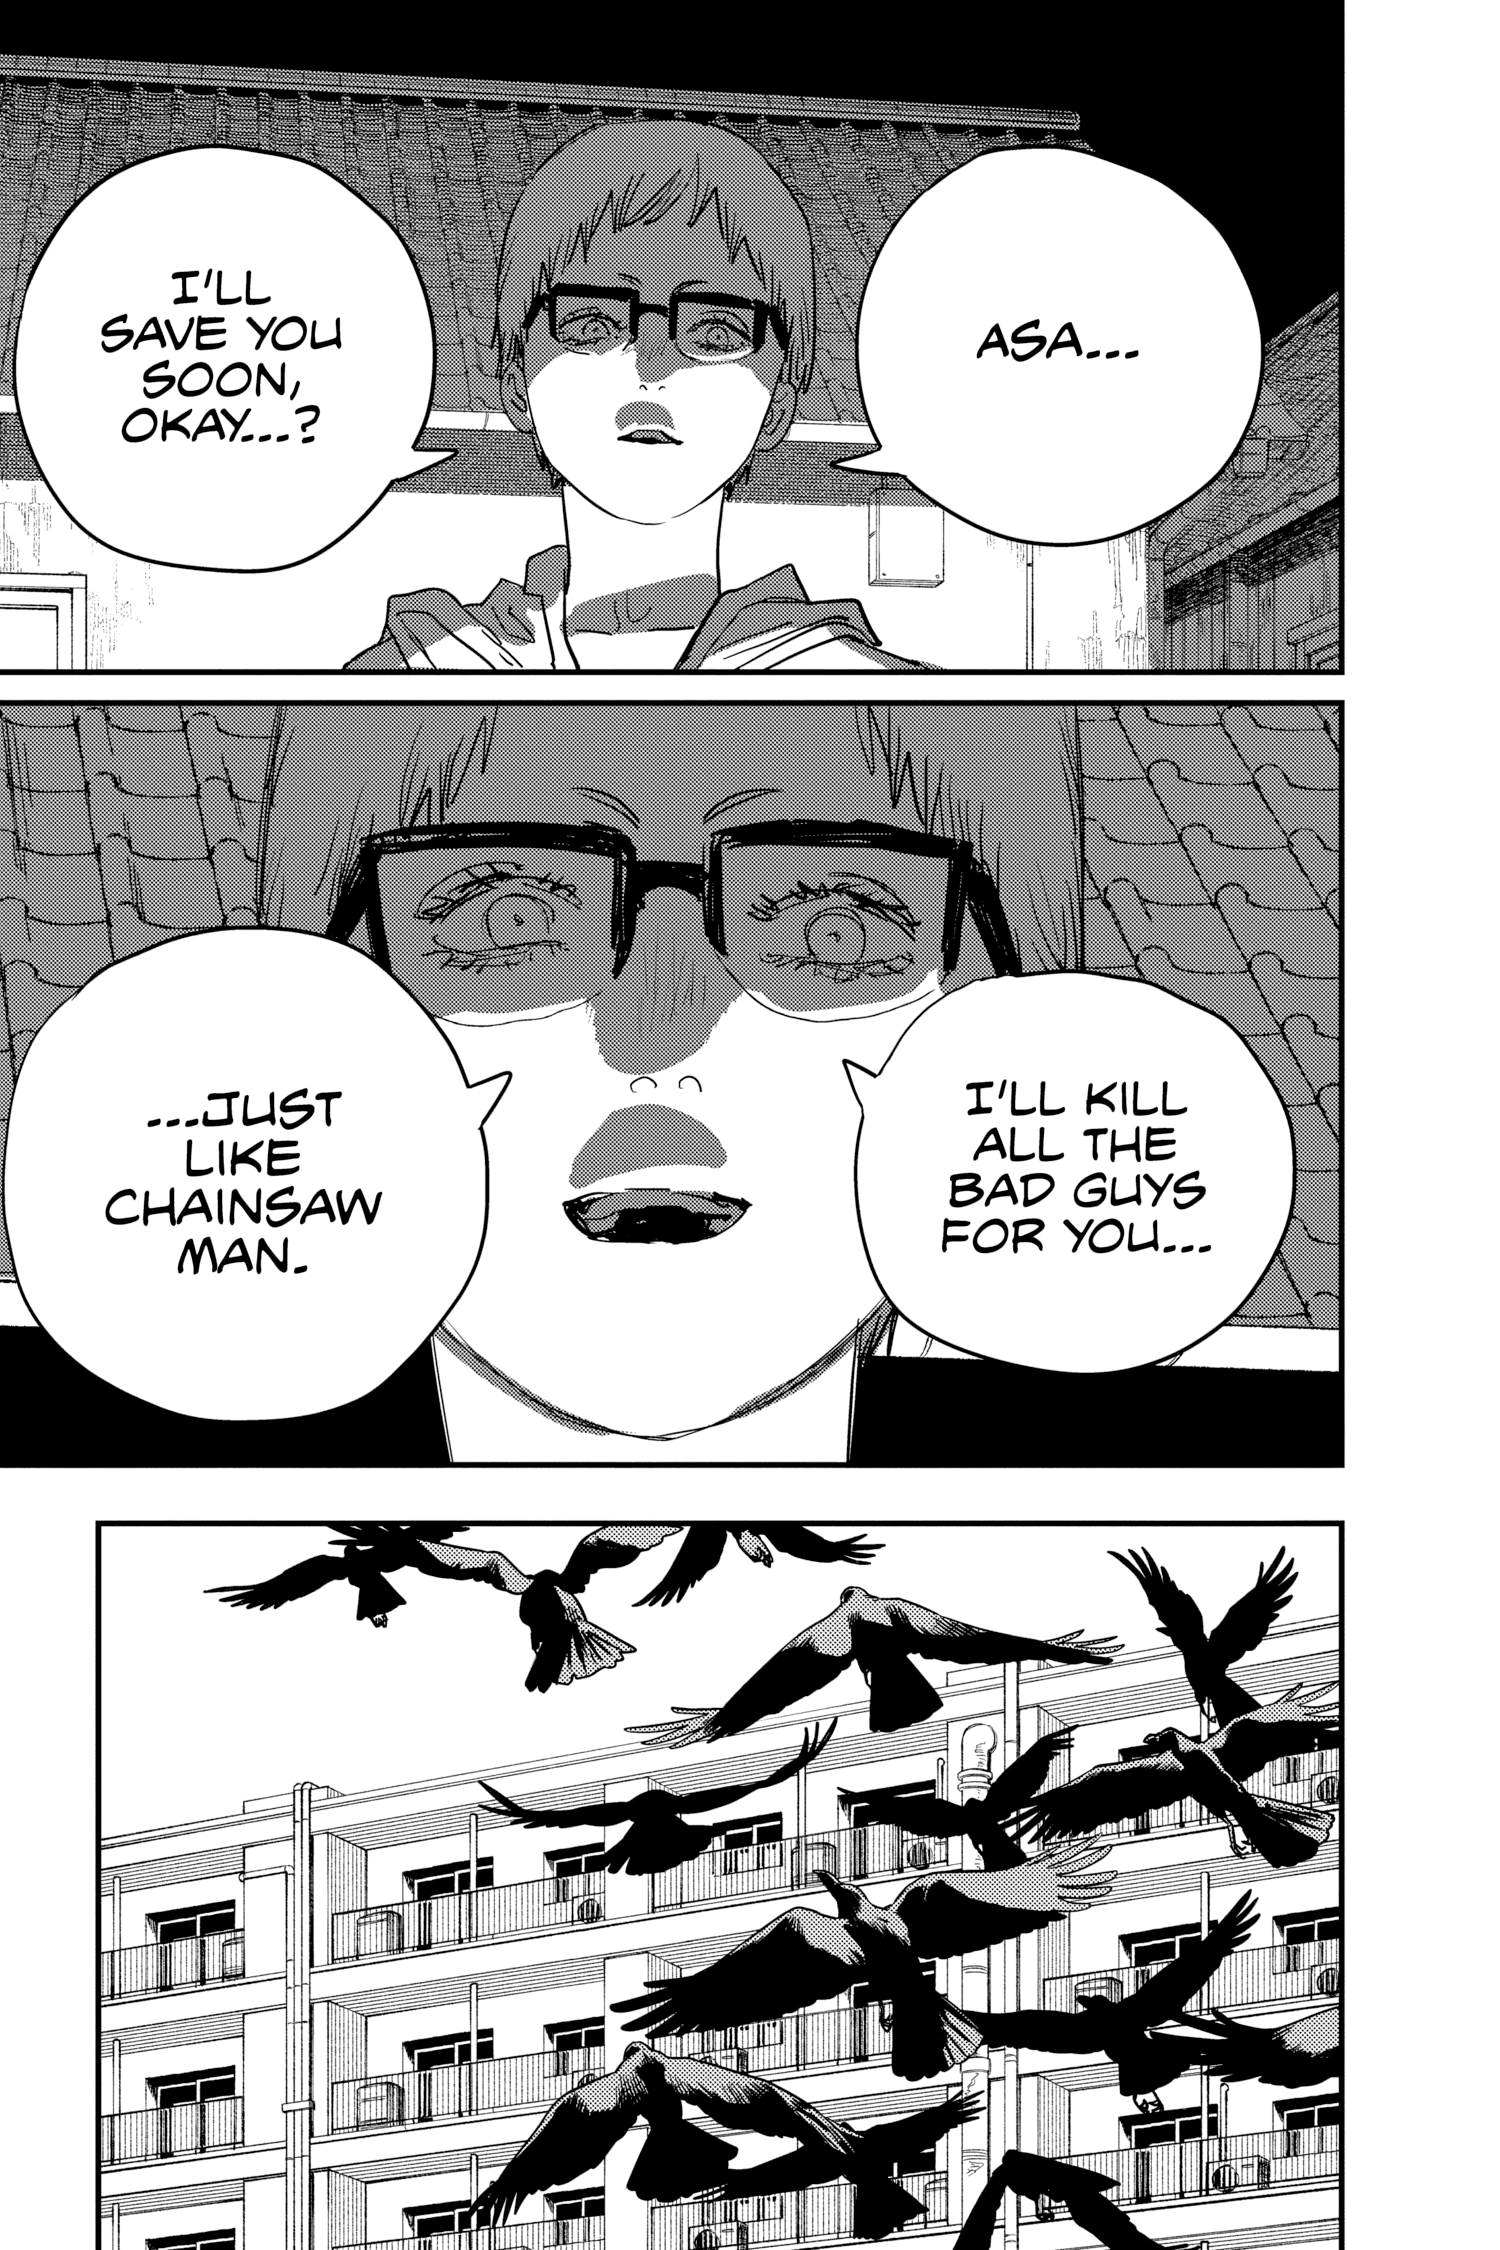 ASA...
I'LL
SAVE YOU
SOON,
OKAY...?
I'LL KILL
ALL THE
BAD GUYS
FOR YOU...
...JUST
LIKE
CHAINSAW
MAN.